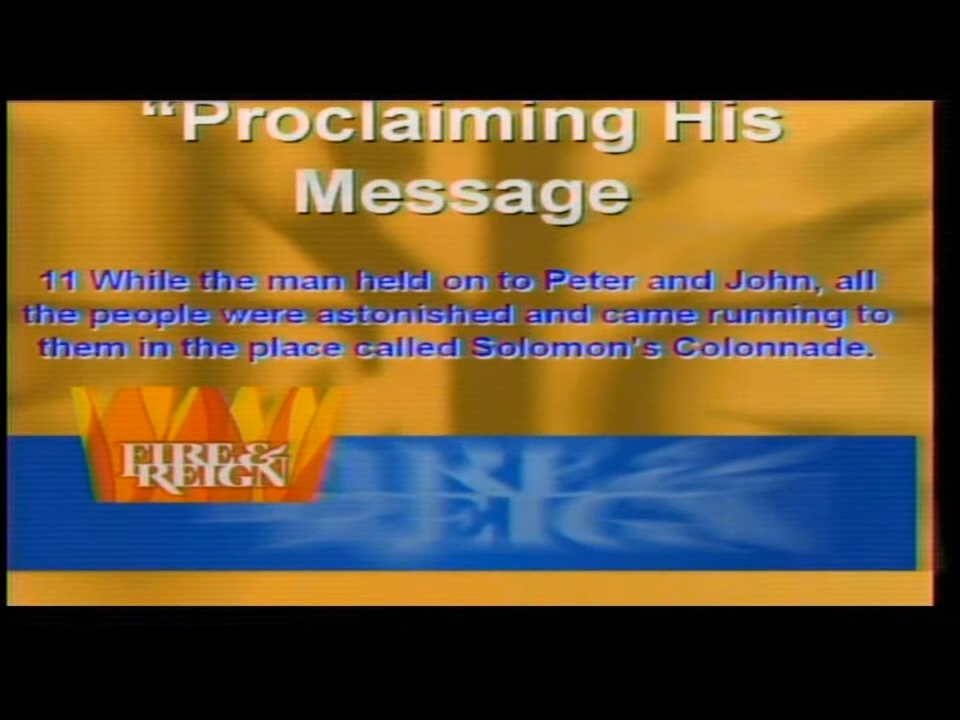 “Proclaiming His
Message
11 While the man held on to Peter and John, all
the people were astonished and came running to
them in the place called Solomon's Colonnade.
FIRE &
REIGN